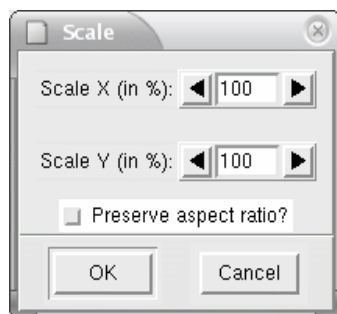 Scale
Scale X (in %): 100
Scale Y (in %): 100
Preserve aspect ratio?
OK Cancel